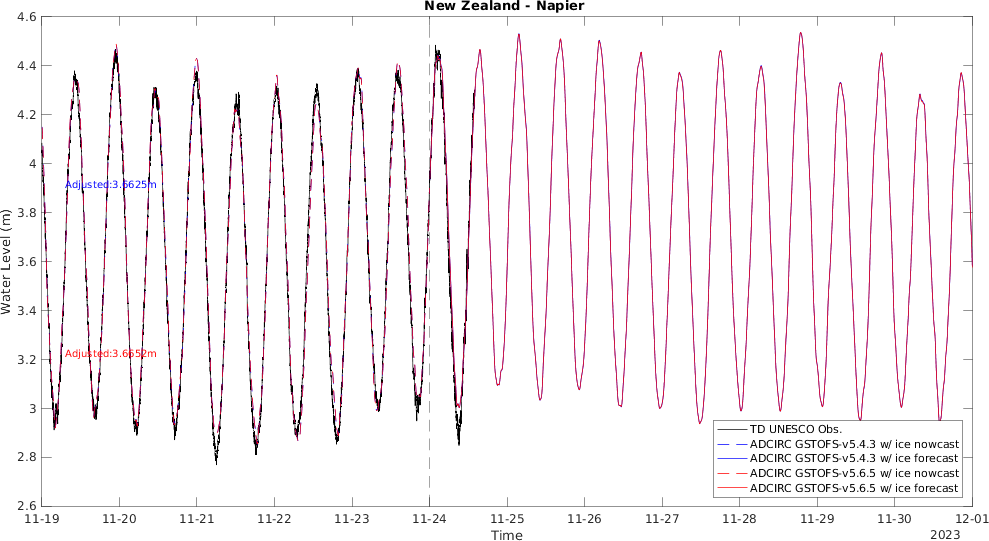 New Zealand - Napier
4.6
4.4
4.2
4
3.8
3.6
3.4
3.2
3
2.8
2.6
Water Level (m)
Adjusted:3.6625m
Adjusted:3.6652m
TD UNESCO Obs.
ADCIRC GSTOFS-v5.4.3 w/ ice nowcast
ADCIRC GSTOFS-v5.4.3 w/ ice forecast
ADCIRC GSTOFS-v5.6.5 w/ ice nowcast
ADCIRC GSTOFS-v5.6.5 w/ ice forecast
11-19 11-20 11-21 11-22 11-23 11-24 11-25 11-26 11-27 11-28 11-29 11-30 12-01
Time
2023